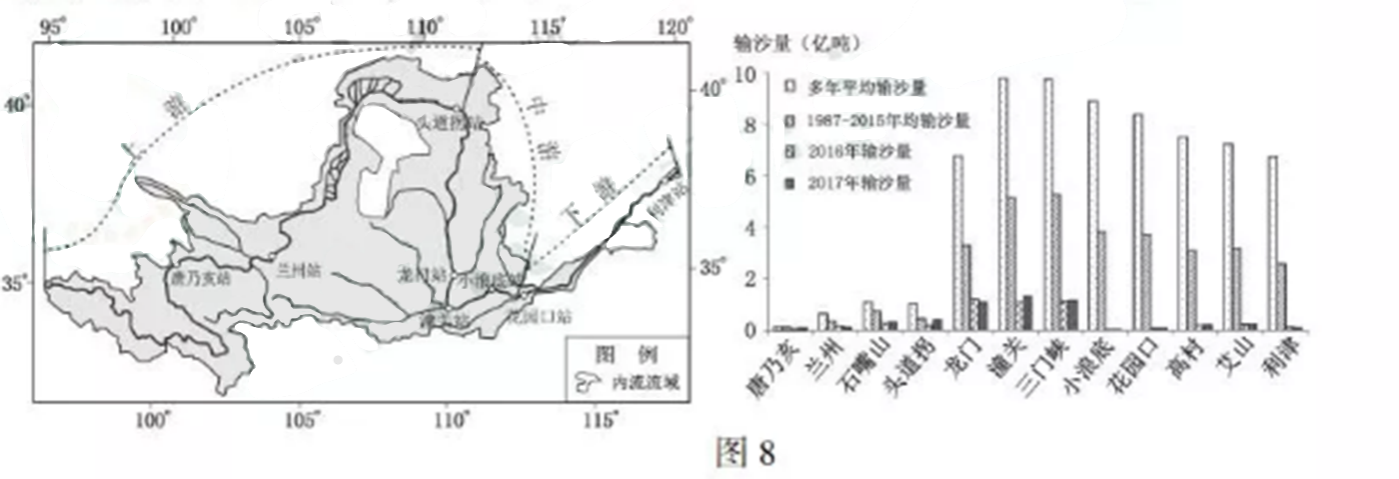 95° 100° 105° 110° 115° 120°
40°
35°
上 游
中 游
下 游
头道拐站
利津站
唐乃亥站
兰州站
龙门站
小浪底站
潼关站
花园口站
图 例
内流流域
40°
35°
100° 105° 110° 115°
输沙量（亿吨）
10
8
6
4
2
0
多年平均输沙量
1987-2015年均输沙量
2016年输沙量
2017年输沙量
唐乃亥
兰州
石嘴山
头道拐
龙门
潼关
三门峡
小浪底
花园口
高村
艾山
利津
图 8